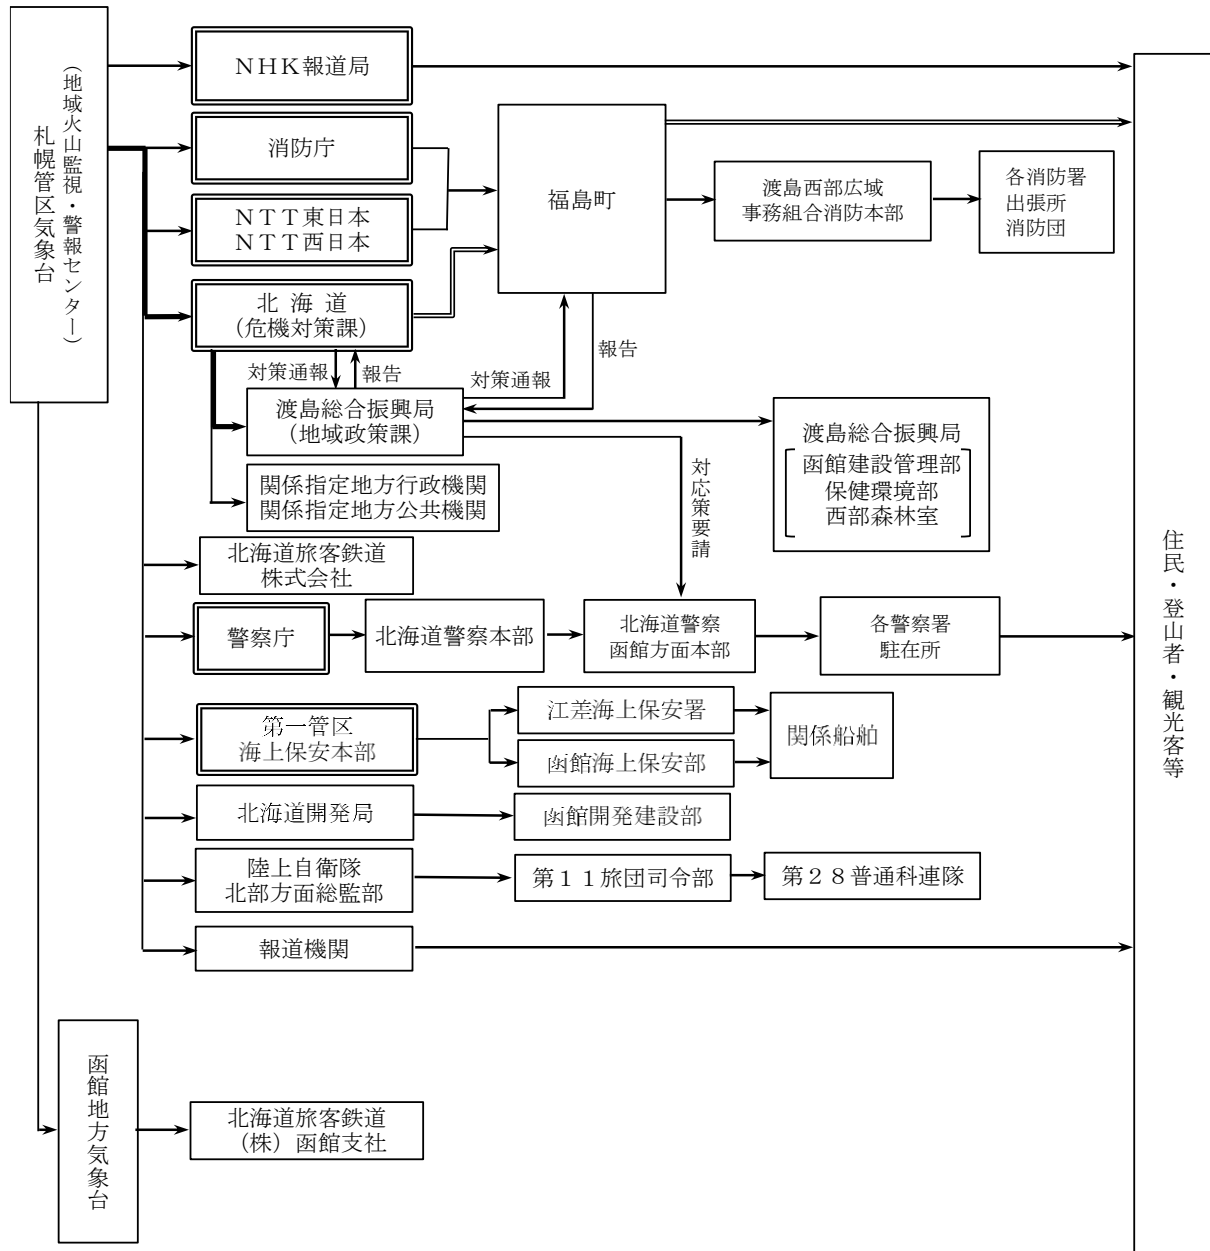 札幌管区気象台
(地域火山監視・警報センター)
ＮＨＫ報道局
消防庁
ＮＴＴ東日本
ＮＴＴ西日本
北 海 道
(危機対策課)
福島町
渡島西部広域
事務組合消防本部
各消防署
出張所
消防団
対策通報
報告
対策通報
報告
渡島総合振興局
(地域政策課)
対応策要請
渡島総合振興局
函館建設管理部
保健環境部
西部森林室
関係指定地方行政機関
関係指定地方公共機関
北海道旅客鉄道
株式会社
警察庁
北海道警察本部
北海道警察
函館方面本部
各警察署
駐在所
第一管区
海上保安本部
江差海上保安署
函館海上保安部
関係船舶
北海道開発局
函館開発建設部
陸上自衛隊
北部方面総監部
第１１旅団司令部
第２８普通科連隊
報道機関
住民・登山者・観光客等
函館地方気象台
北海道旅客鉄道
(株) 函館支社